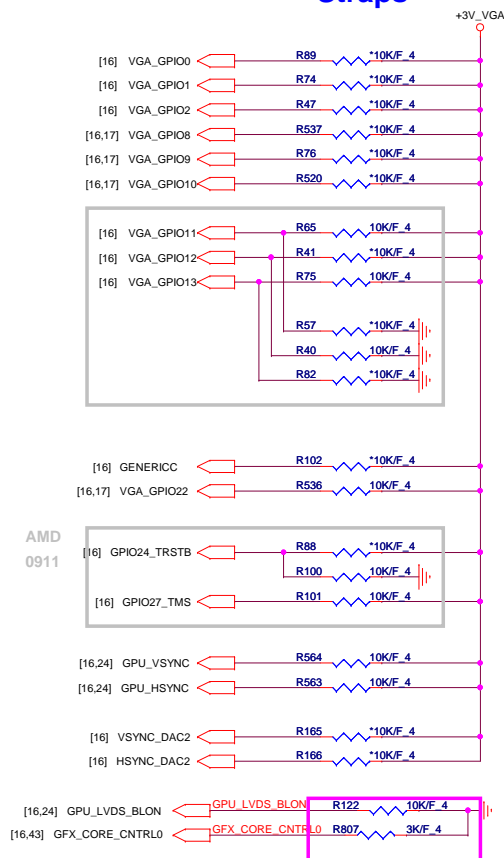 Straps
+3V_VGA
[16] VGA_GPIO0 R89 *10K/F_4
[16] VGA_GPIO1 R74 *10K/F_4
[16] VGA_GPIO2 R47 *10K/F_4
[16,17] VGA_GPIO8 R537 *10K/F_4
[16,17] VGA_GPIO9 R76 *10K/F_4
[16,17] VGA_GPIO10 R520 *10K/F_4
[16] VGA_GPIO11 R65 10K/F_4
[16] VGA_GPIO12 R41 *10K/F_4
[16] VGA_GPIO13 R75 10K/F_4
R57 *10K/F_4
R40 *10K/F_4
R82 *10K/F_4
[16] GENERICC R102 *10K/F_4
[16,17] VGA_GPIO22 R536 10K/F_4
AMD
0911
[16] GPIO24_TRSTB R88 *10K/F_4
R100 10K/F_4
[16] GPIO27_TMS R101 10K/F_4
[16,24] GPU_VSYNC R564 10K/F_4
[16,24] GPU_HSYNC R563 10K/F_4
[16] VSYNC_DAC2 R165 *10K/F_4
[16] HSYNC_DAC2 R166 *10K/F_4
[16,24] GPU_LVDS_BLON GPU_LVDS_BLON R122 10K/F_4
[16,43] GFX_CORE_CNTRL0 GFX_CORE_CNTRL0 R807 3K/F_4